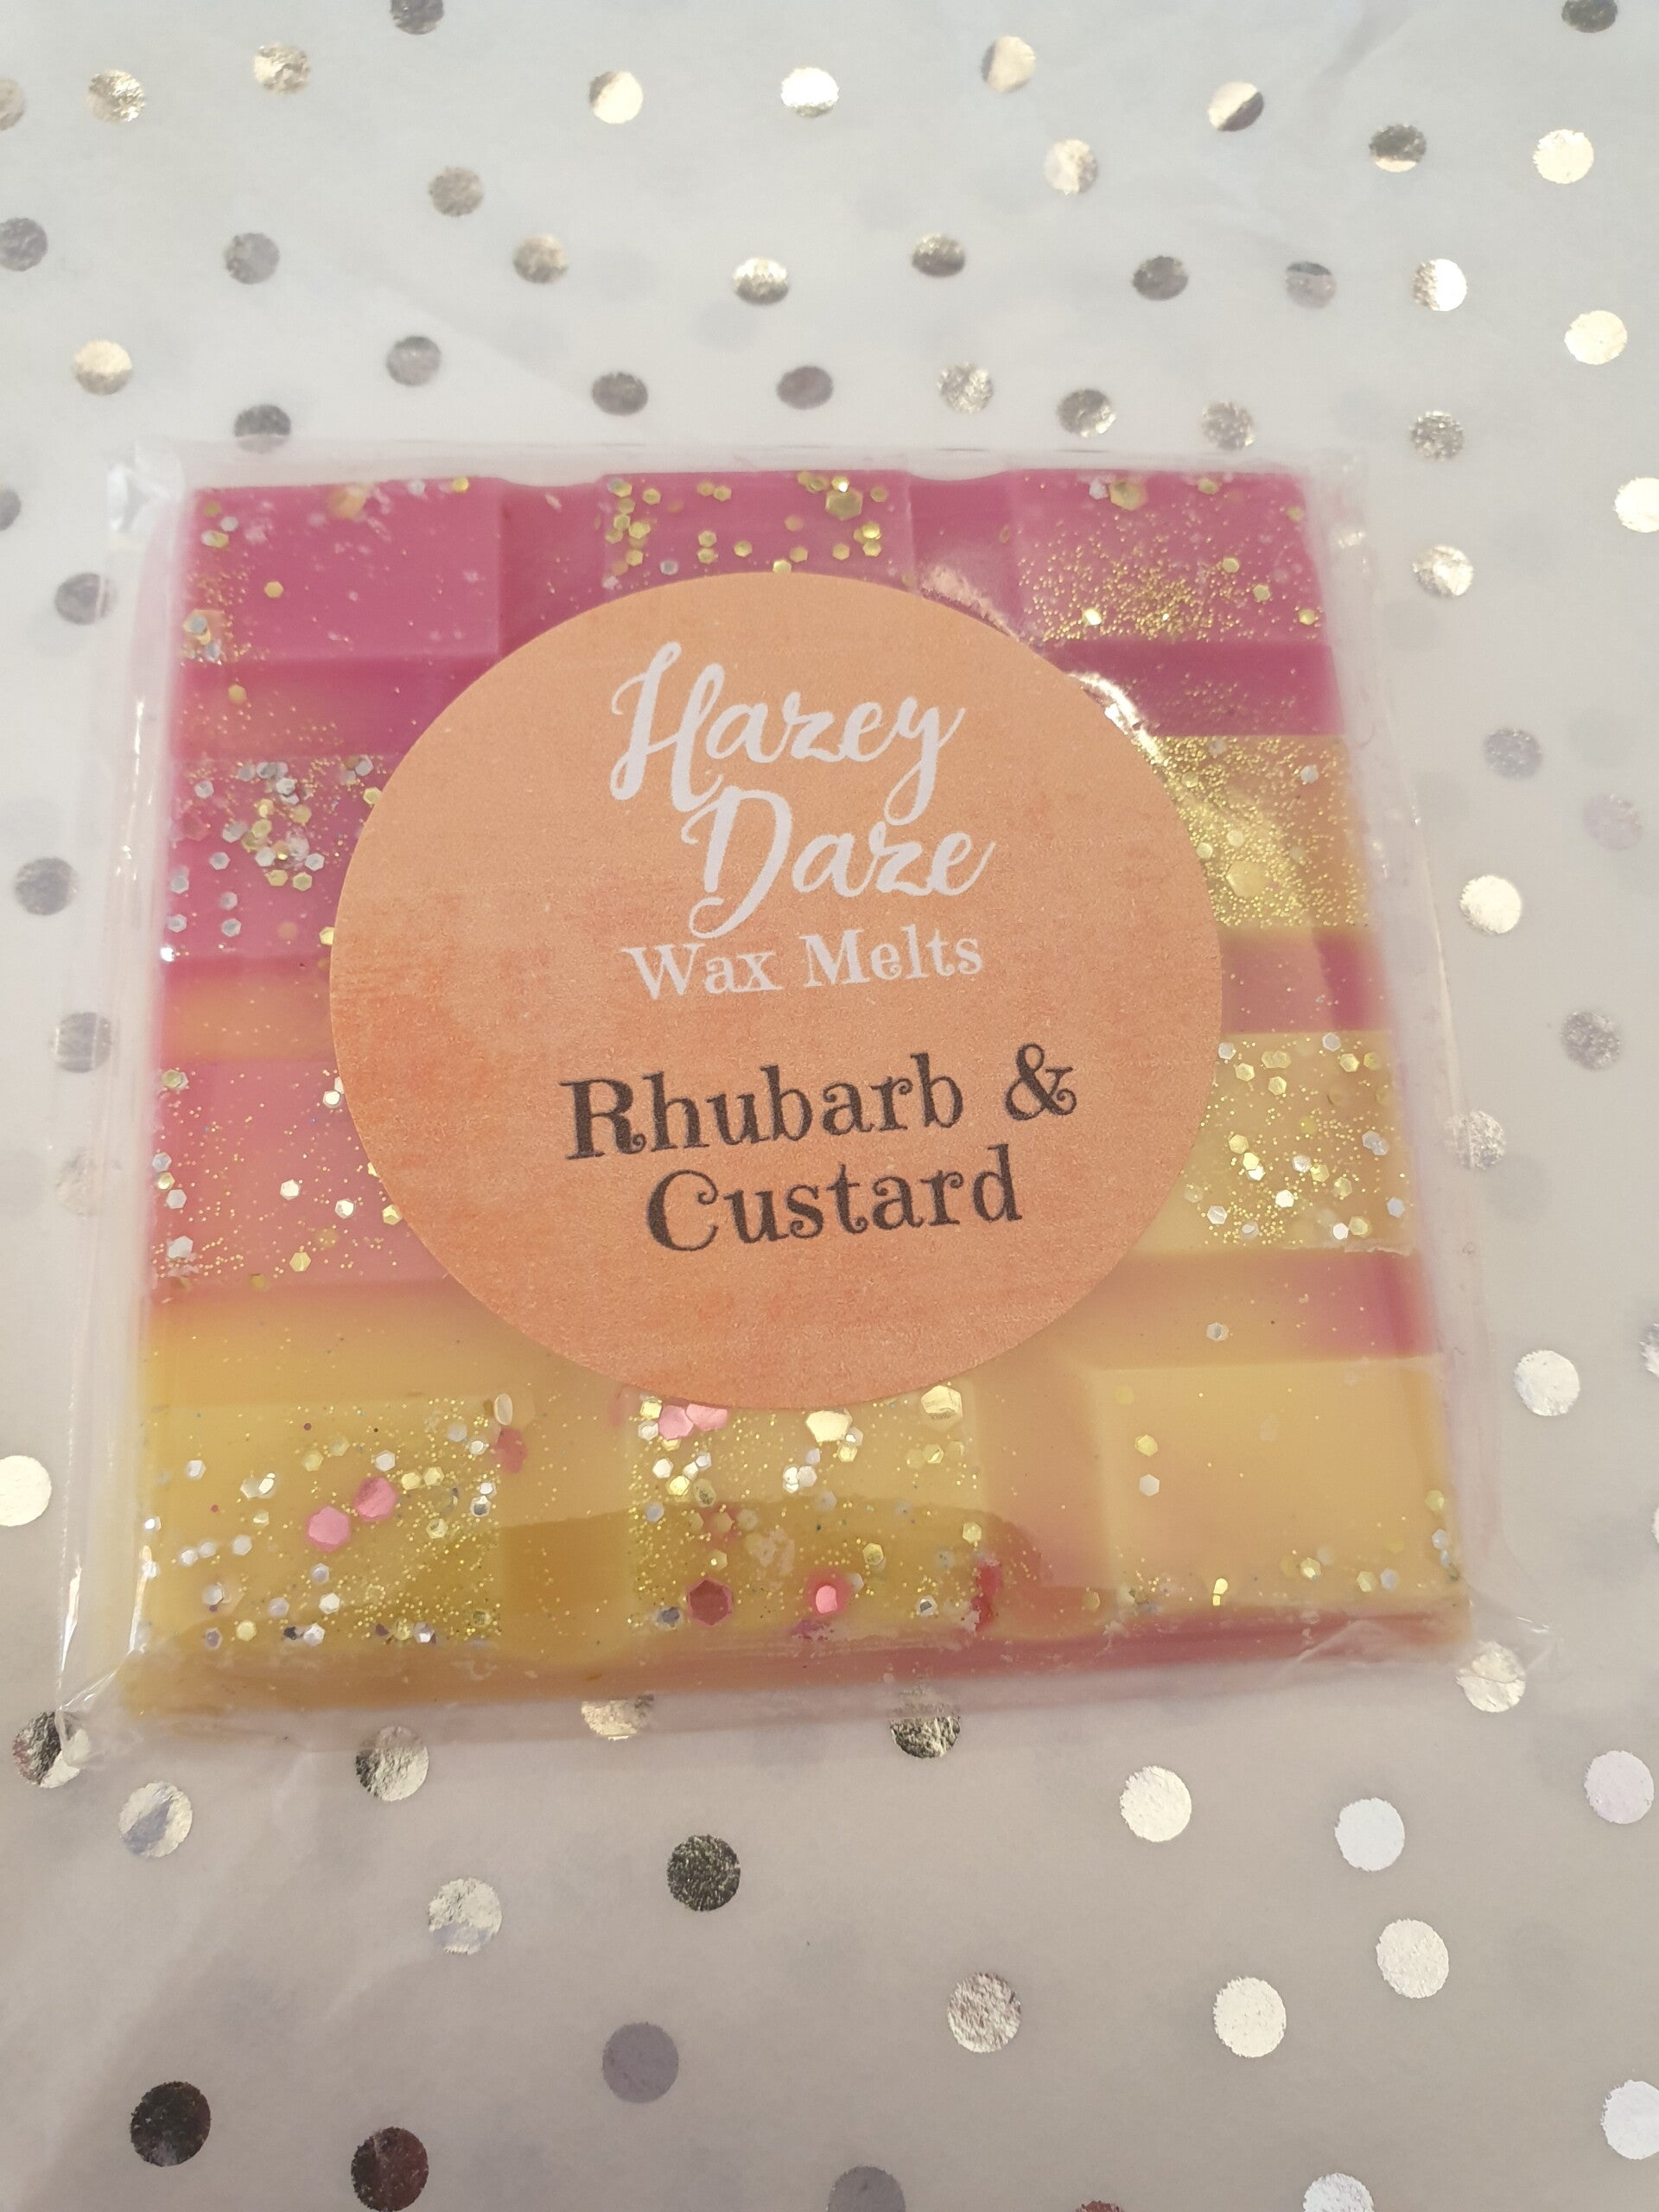 Hazey
Daze
Wax Melts
Rhubarb &
Custard